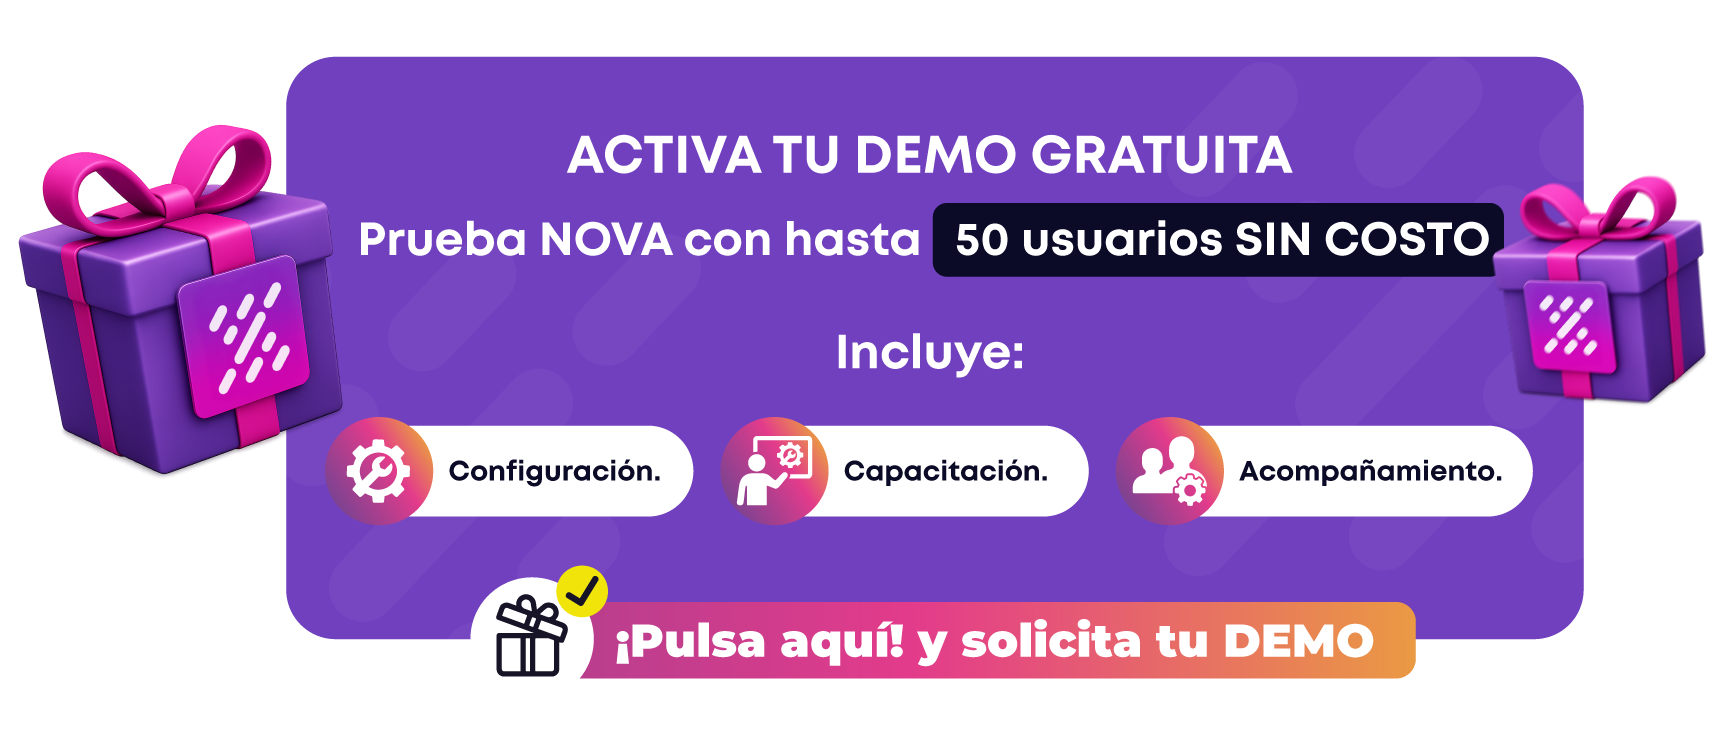 ACTIVA TU DEMO GRATUITA
Prueba NOVA con hasta 50 usuarios SIN COSTO
Incluye:
Configuración.
Capacitación.
Acompañamiento.
¡Pulsa aquí! y solicita tu DEMO